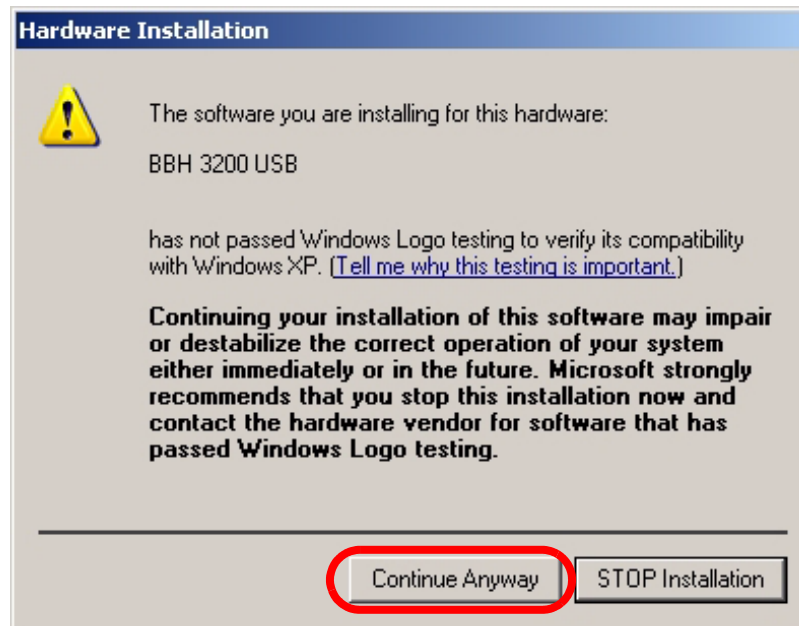 Hardware Installation
The software you are installing for this hardware:
BBH 3200 USB
has not passed Windows Logo testing to verify its compatibility
with Windows XP. (Tell me why this testing is important.)
Continuing your installation of this software may impair
or destabilize the correct operation of your system
either immediately or in the future. Microsoft strongly
recommends that you stop this installation now and
contact the hardware vendor for software that has
passed Windows Logo testing.
Continue Anyway
STOP Installation